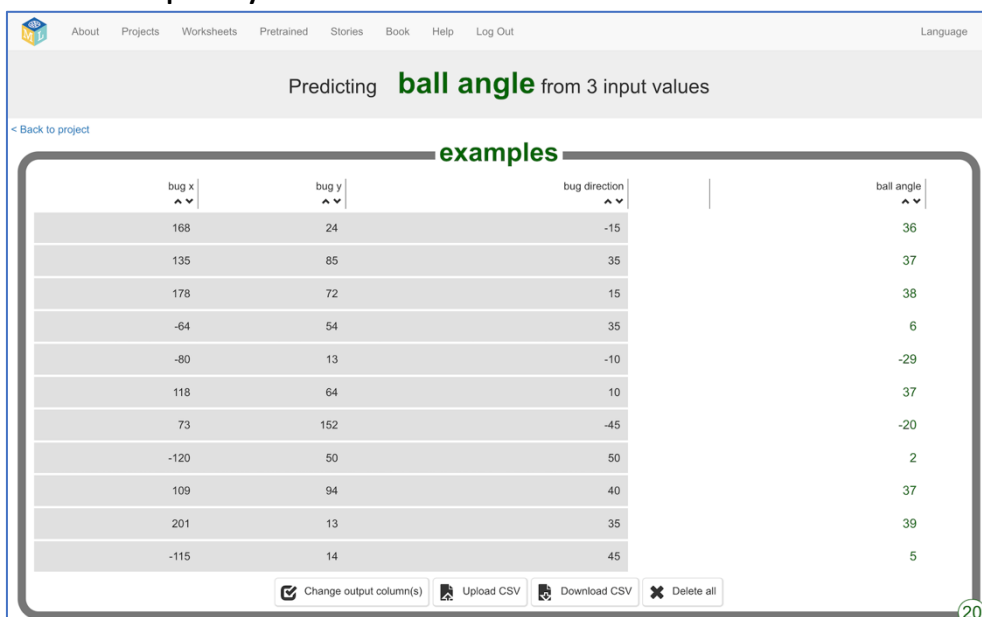 About Projects Worksheets Pretrained Stories Book Help Log Out Language
Predicting ball angle from 3 input values
< Back to project
examples
bug x bug y bug direction ball angle
168 24 -15 36
135 85 35 37
178 72 15 38
-64 54 35 6
-80 13 -10 -29
118 64 10 37
73 152 -45 -20
-120 50 50 2
109 94 40 37
201 13 35 39
-115 14 45 5
Change output column(s) Upload CSV Download CSV Delete all
20